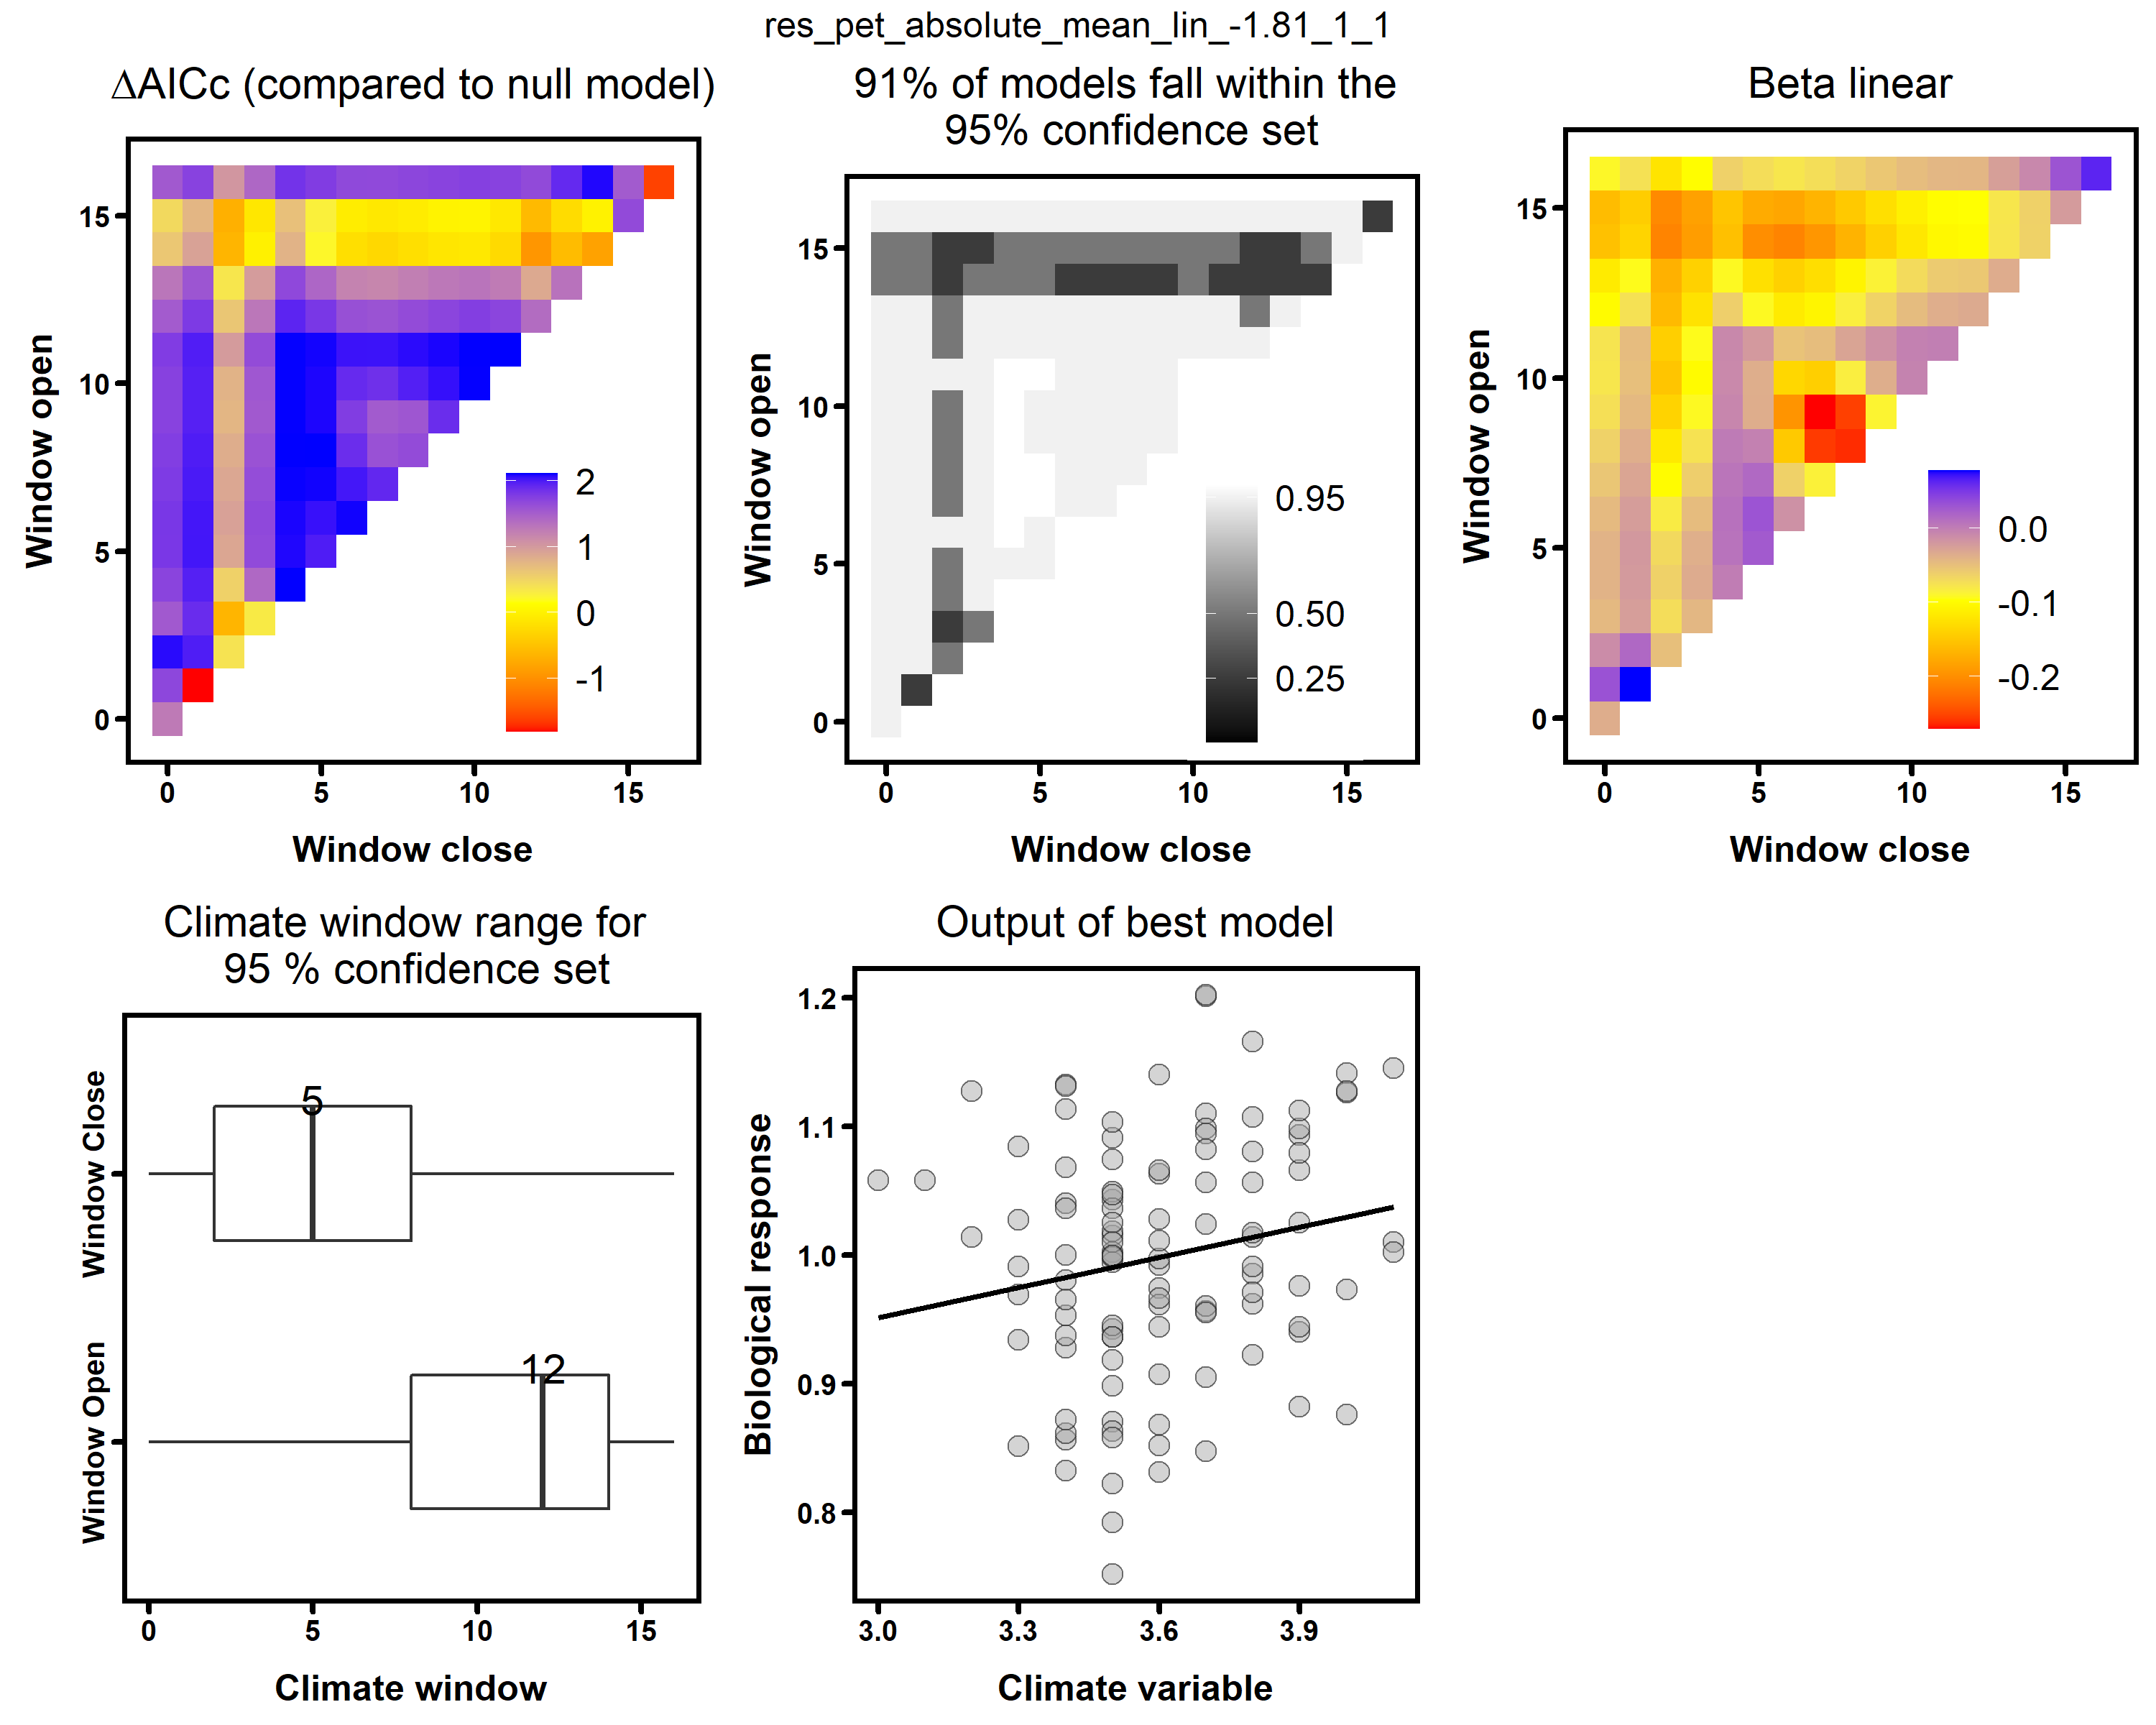 res_pet_absolute_mean_lin_-1.81_1_1
ΔAICc (compared to null model)
Window open
15
10
5
0
2
1
0
-1
0 5 10 15
Window close
91% of models fall within the
95% confidence set
Window open
15
10
5
0
0.95
0.50
0.25
0 5 10 15
Window close
Beta linear
Window open
15
10
5
0
0.0
-0.1
-0.2
0 5 10 15
Window close
Climate window range for
95 % confidence set
Window Close
Window Open
5
12
0 5 10 15
Climate window
Output of best model
Biological response
1.2
1.1
1.0
0.9
0.8
3.0 3.3 3.6 3.9
Climate variable